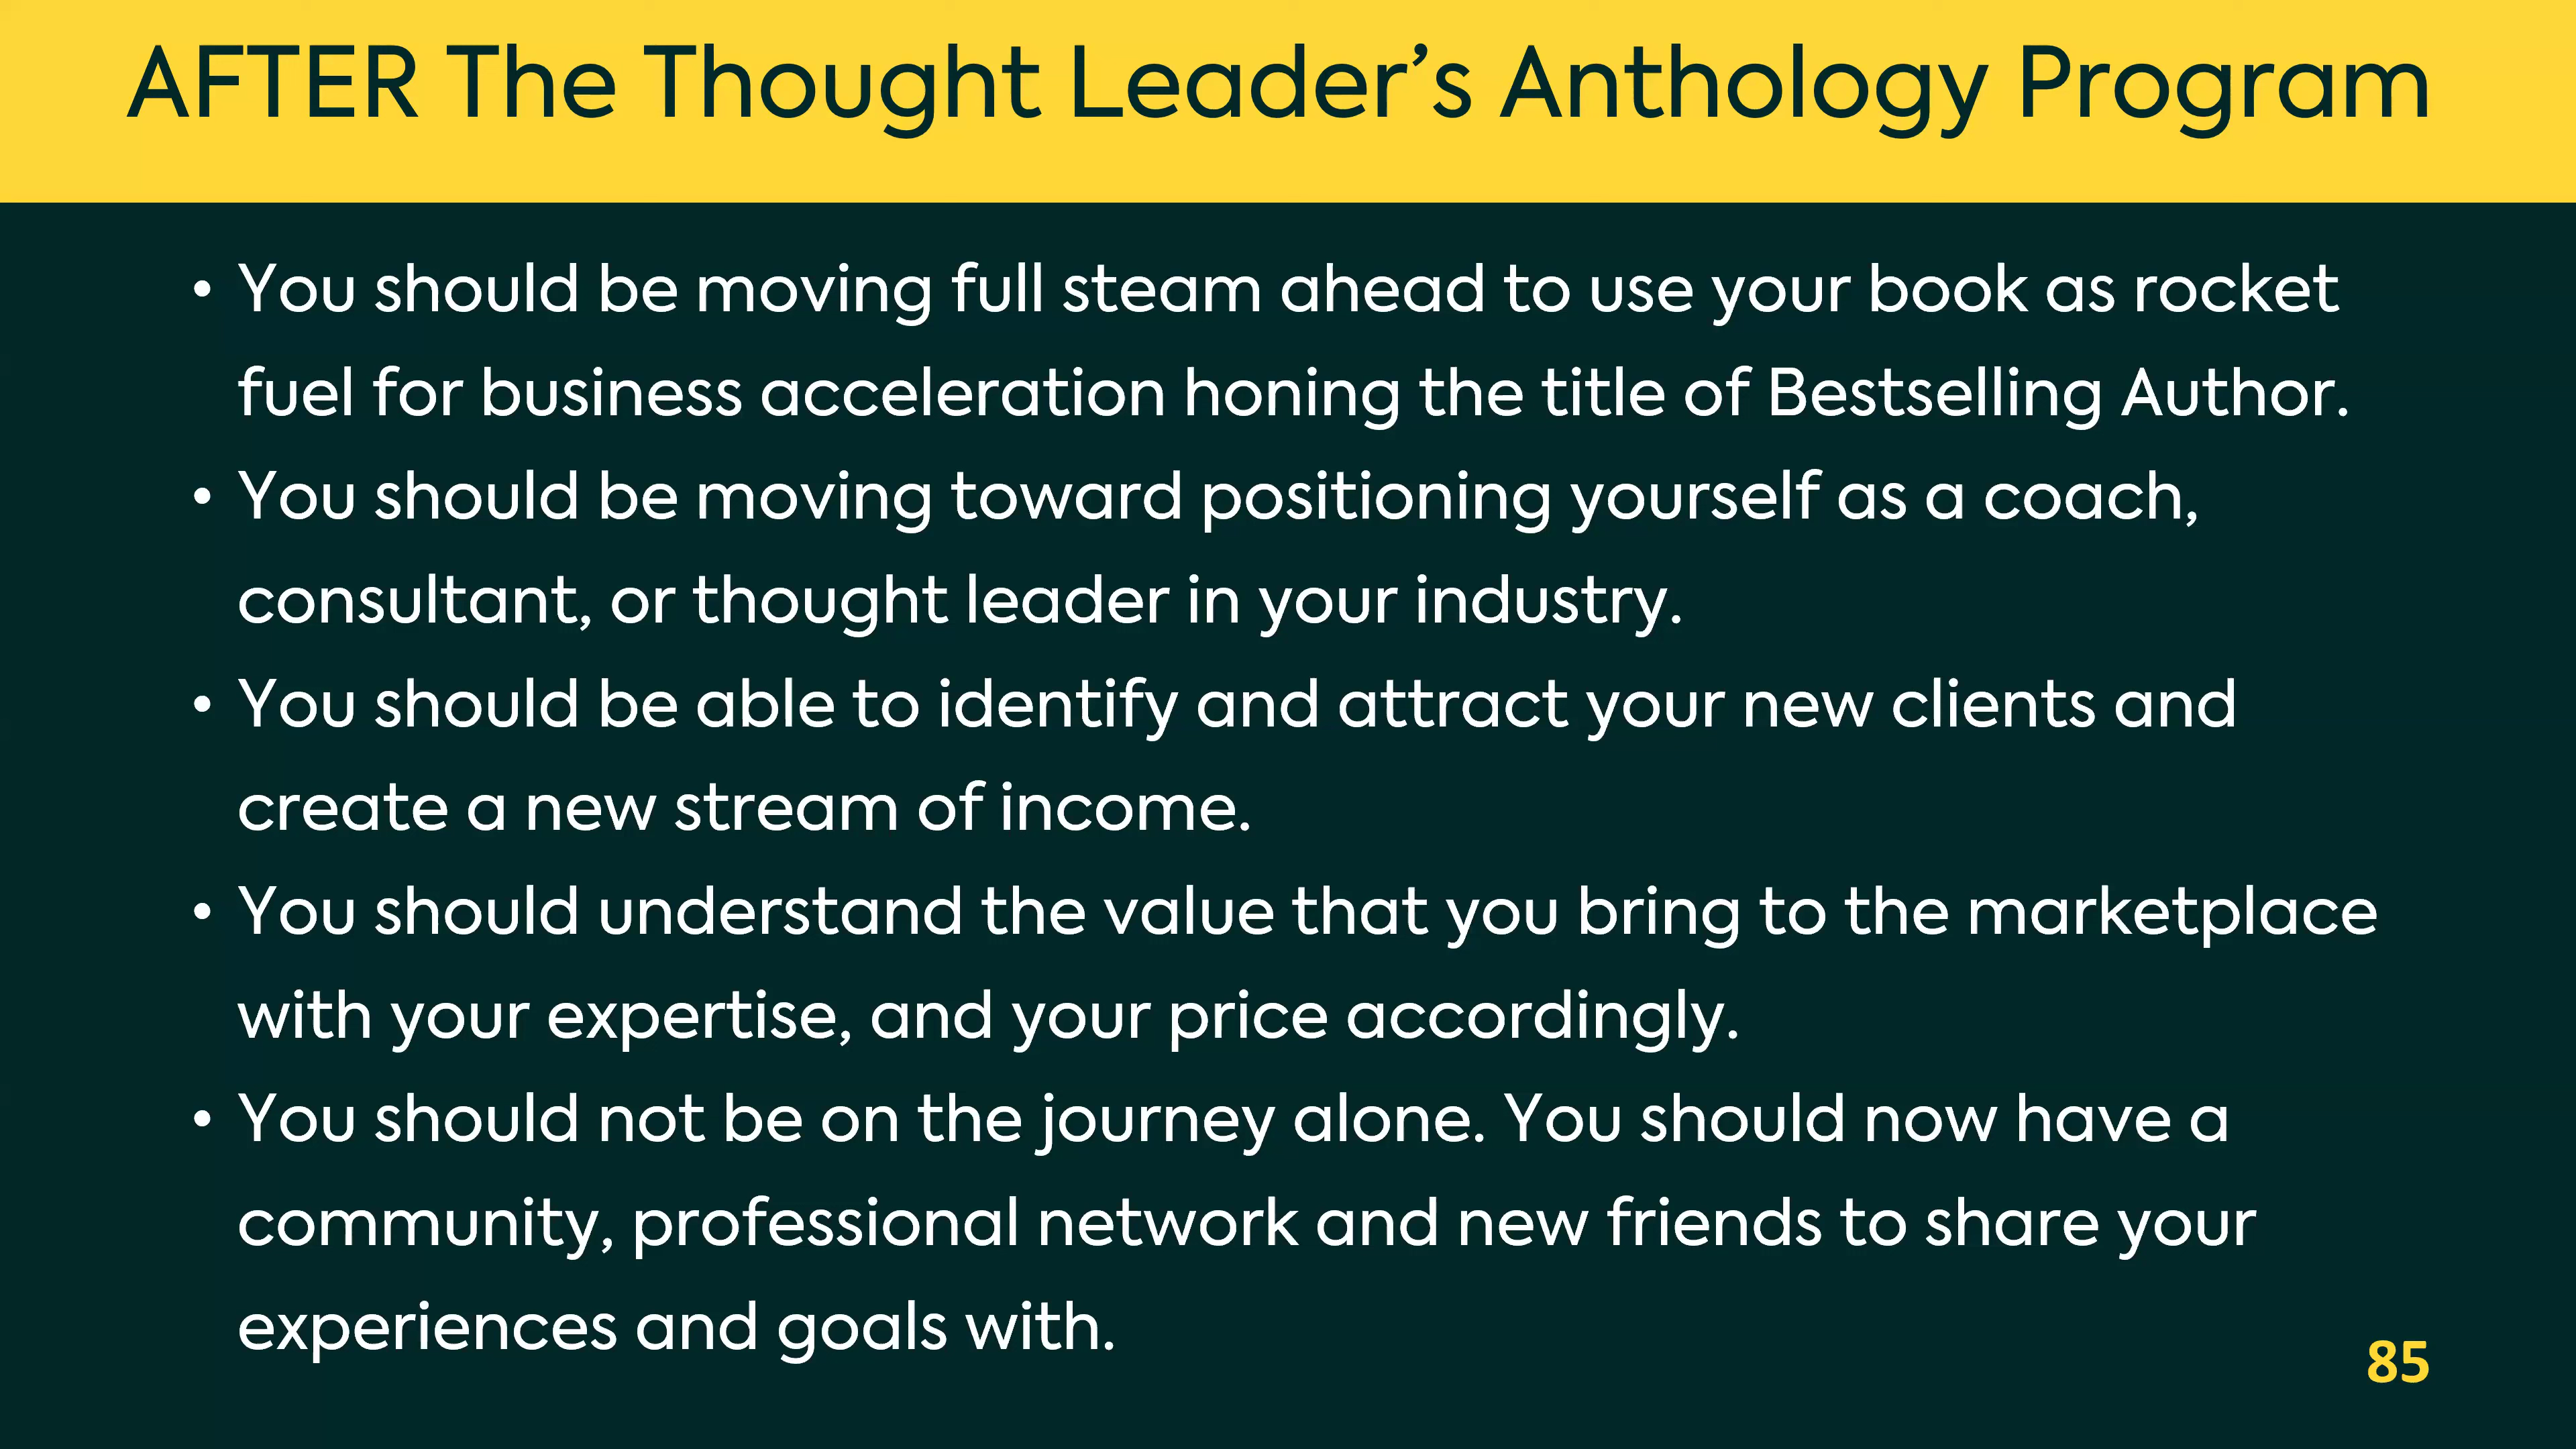 AFTER The Thought Leader’s Anthology Program
• You should be moving full steam ahead to use your book as rocket
fuel for business acceleration honing the title of Bestselling Author.
• You should be moving toward positioning yourself as a coach,
consultant, or thought leader in your industry.
• You should be able to identify and attract your new clients and
create a new stream of income.
• You should understand the value that you bring to the marketplace
with your expertise, and your price accordingly.
• You should not be on the journey alone. You should now have a
community, professional network and new friends to share your
experiences and goals with.
85